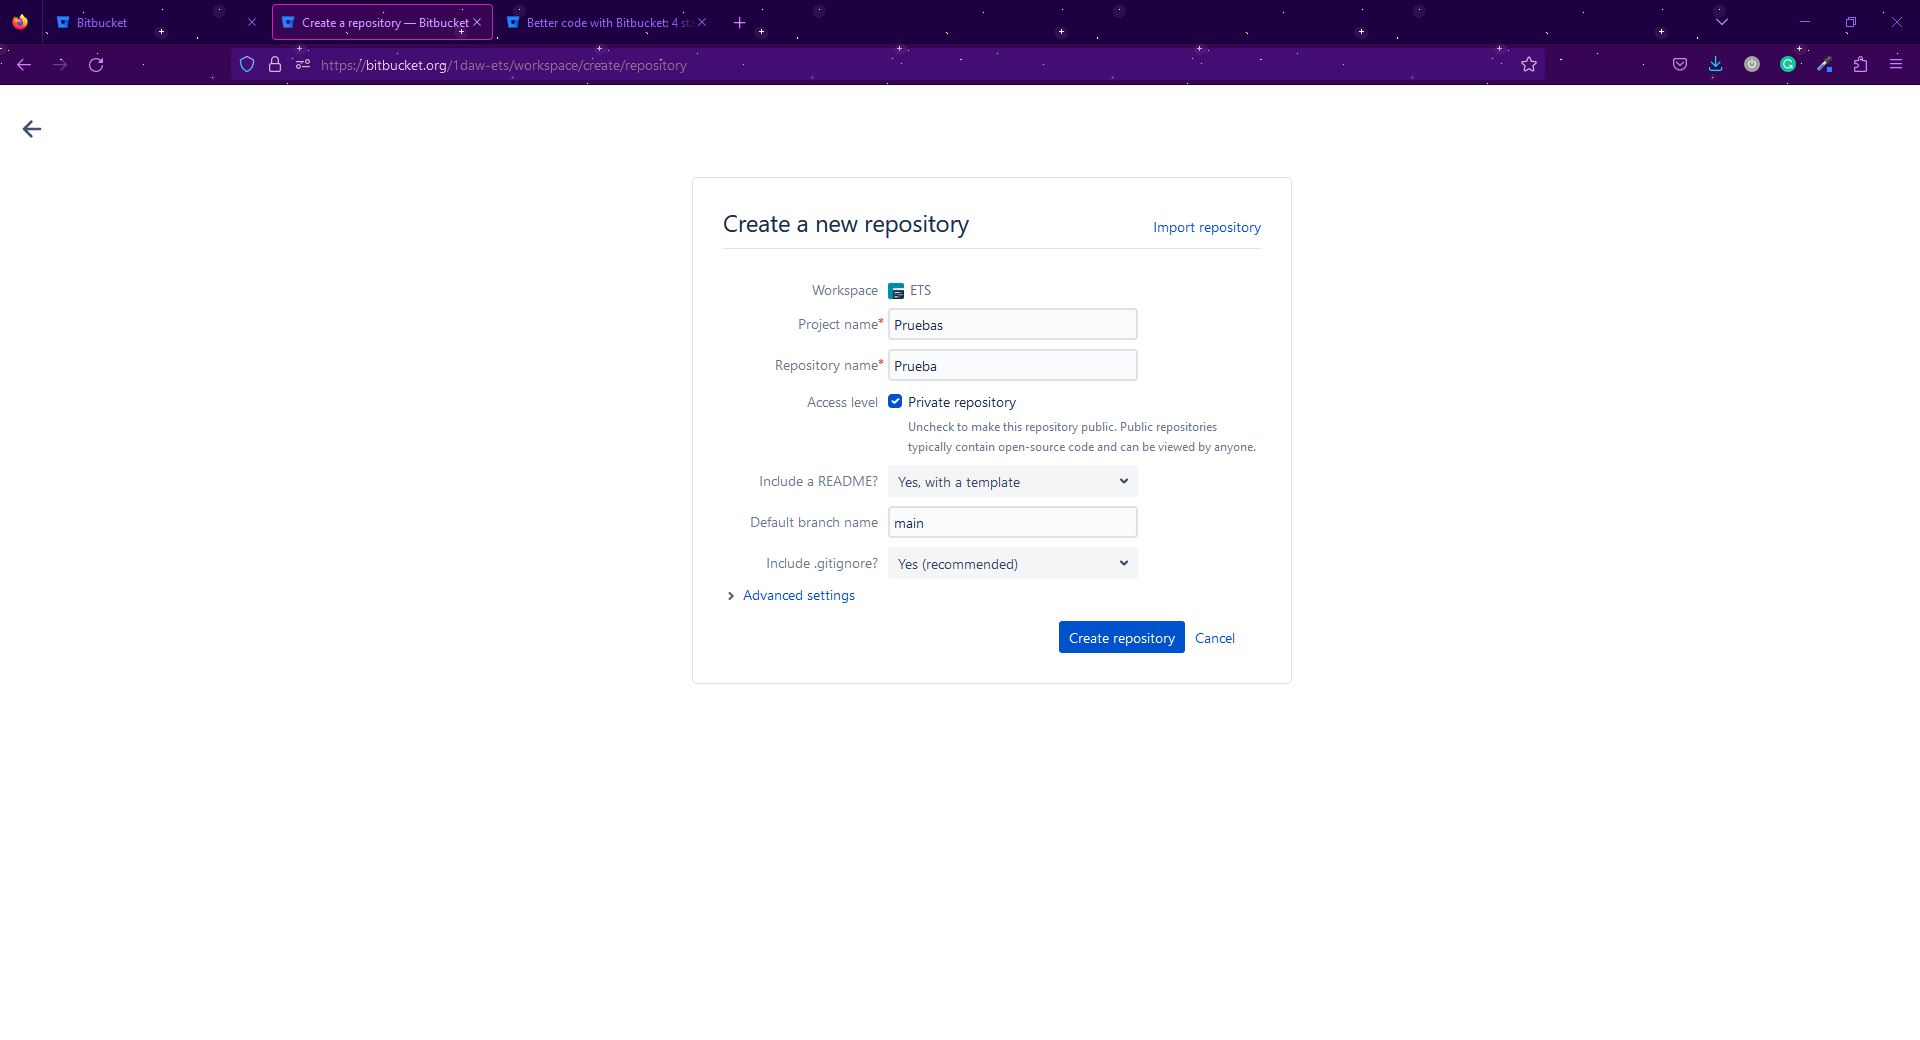 Bitbucket
Create a repository — Bitbucket
Better code with Bitbucket: 4
https://bitbucket.org/1daw-ets/workspace/create/repository
Create a new repository
Import repository
Workspace
ETS
Project name*
Pruebas
Repository name*
Prueba
Access level
Private repository
Uncheck to make this repository public. Public repositories
typically contain open-source code and can be viewed by anyone.
Include a README?
Yes, with a template
Default branch name
main
Include .gitignore?
Yes (recommended)
Advanced settings
Create repository
Cancel